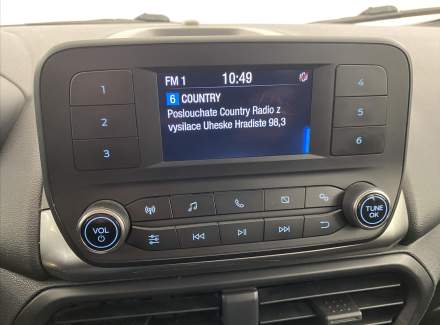 FM 1 10:49
6 COUNTRY
Poslouchate Country Radio z
vysilace Uheske Hradiste 98,3
1
2
3
4
5
6
VOL
TUNE
OK